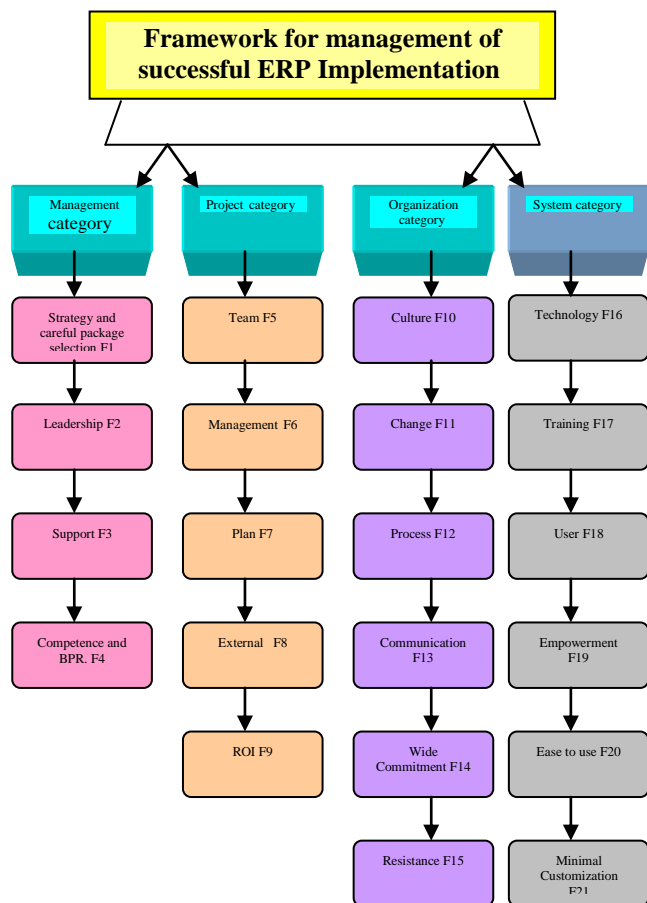 Framework for management of
successful ERP Implementation
Management
category
Project category
Organization
category
System category
Strategy and
careful package
selection F1
Leadership F2
Support F3
Competence and
BPR. F4
Team F5
Management F6
Plan F7
External F8
ROI F9
Culture F10
Change F11
Process F12
Communication
F13
Wide
Commitment F14
Resistance F15
Technology F16
Training F17
User F18
Empowerment
F19
Ease to use F20
Minimal
Customization
F21